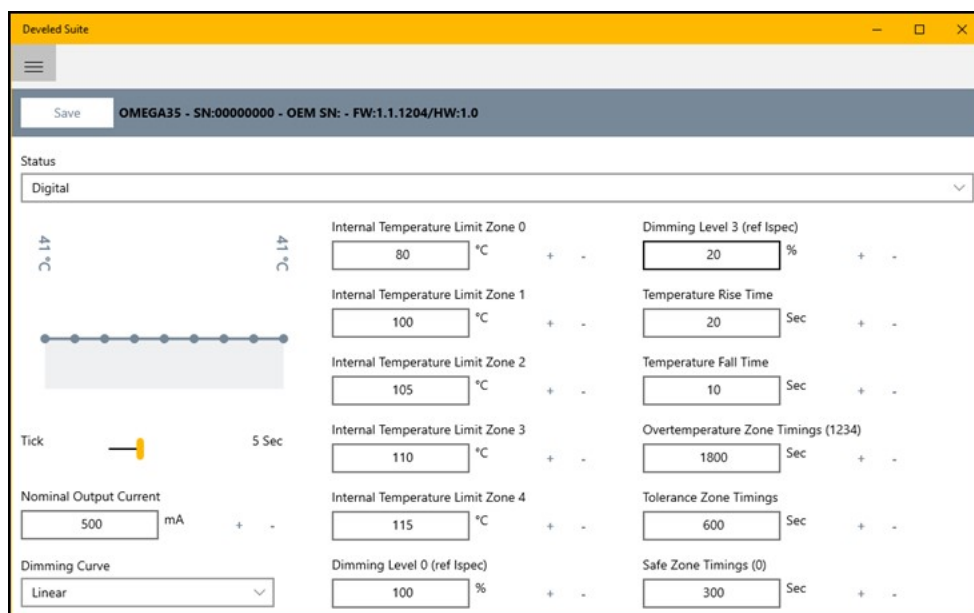 Develed Suite
Save
OMEGA35 - SN:00000000 - OEM SN: - FW:1.1.1204/HW:1.0
Status
Digital
41 °C
41 °C
Tick
5 Sec
Nominal Output Current
500 mA + -
Dimming Curve
Linear
Internal Temperature Limit Zone 0
80 °C + -
Internal Temperature Limit Zone 1
100 °C + -
Internal Temperature Limit Zone 2
105 °C + -
Internal Temperature Limit Zone 3
110 °C + -
Internal Temperature Limit Zone 4
115 °C + -
Dimming Level 0 (ref Ispec)
100 % + -
Dimming Level 3 (ref Ispec)
20 % + -
Temperature Rise Time
20 Sec + -
Temperature Fall Time
10 Sec + -
Overtemperature Zone Timings (1234)
1800 Sec + -
Tolerance Zone Timings
600 Sec + -
Safe Zone Timings (0)
300 Sec + -